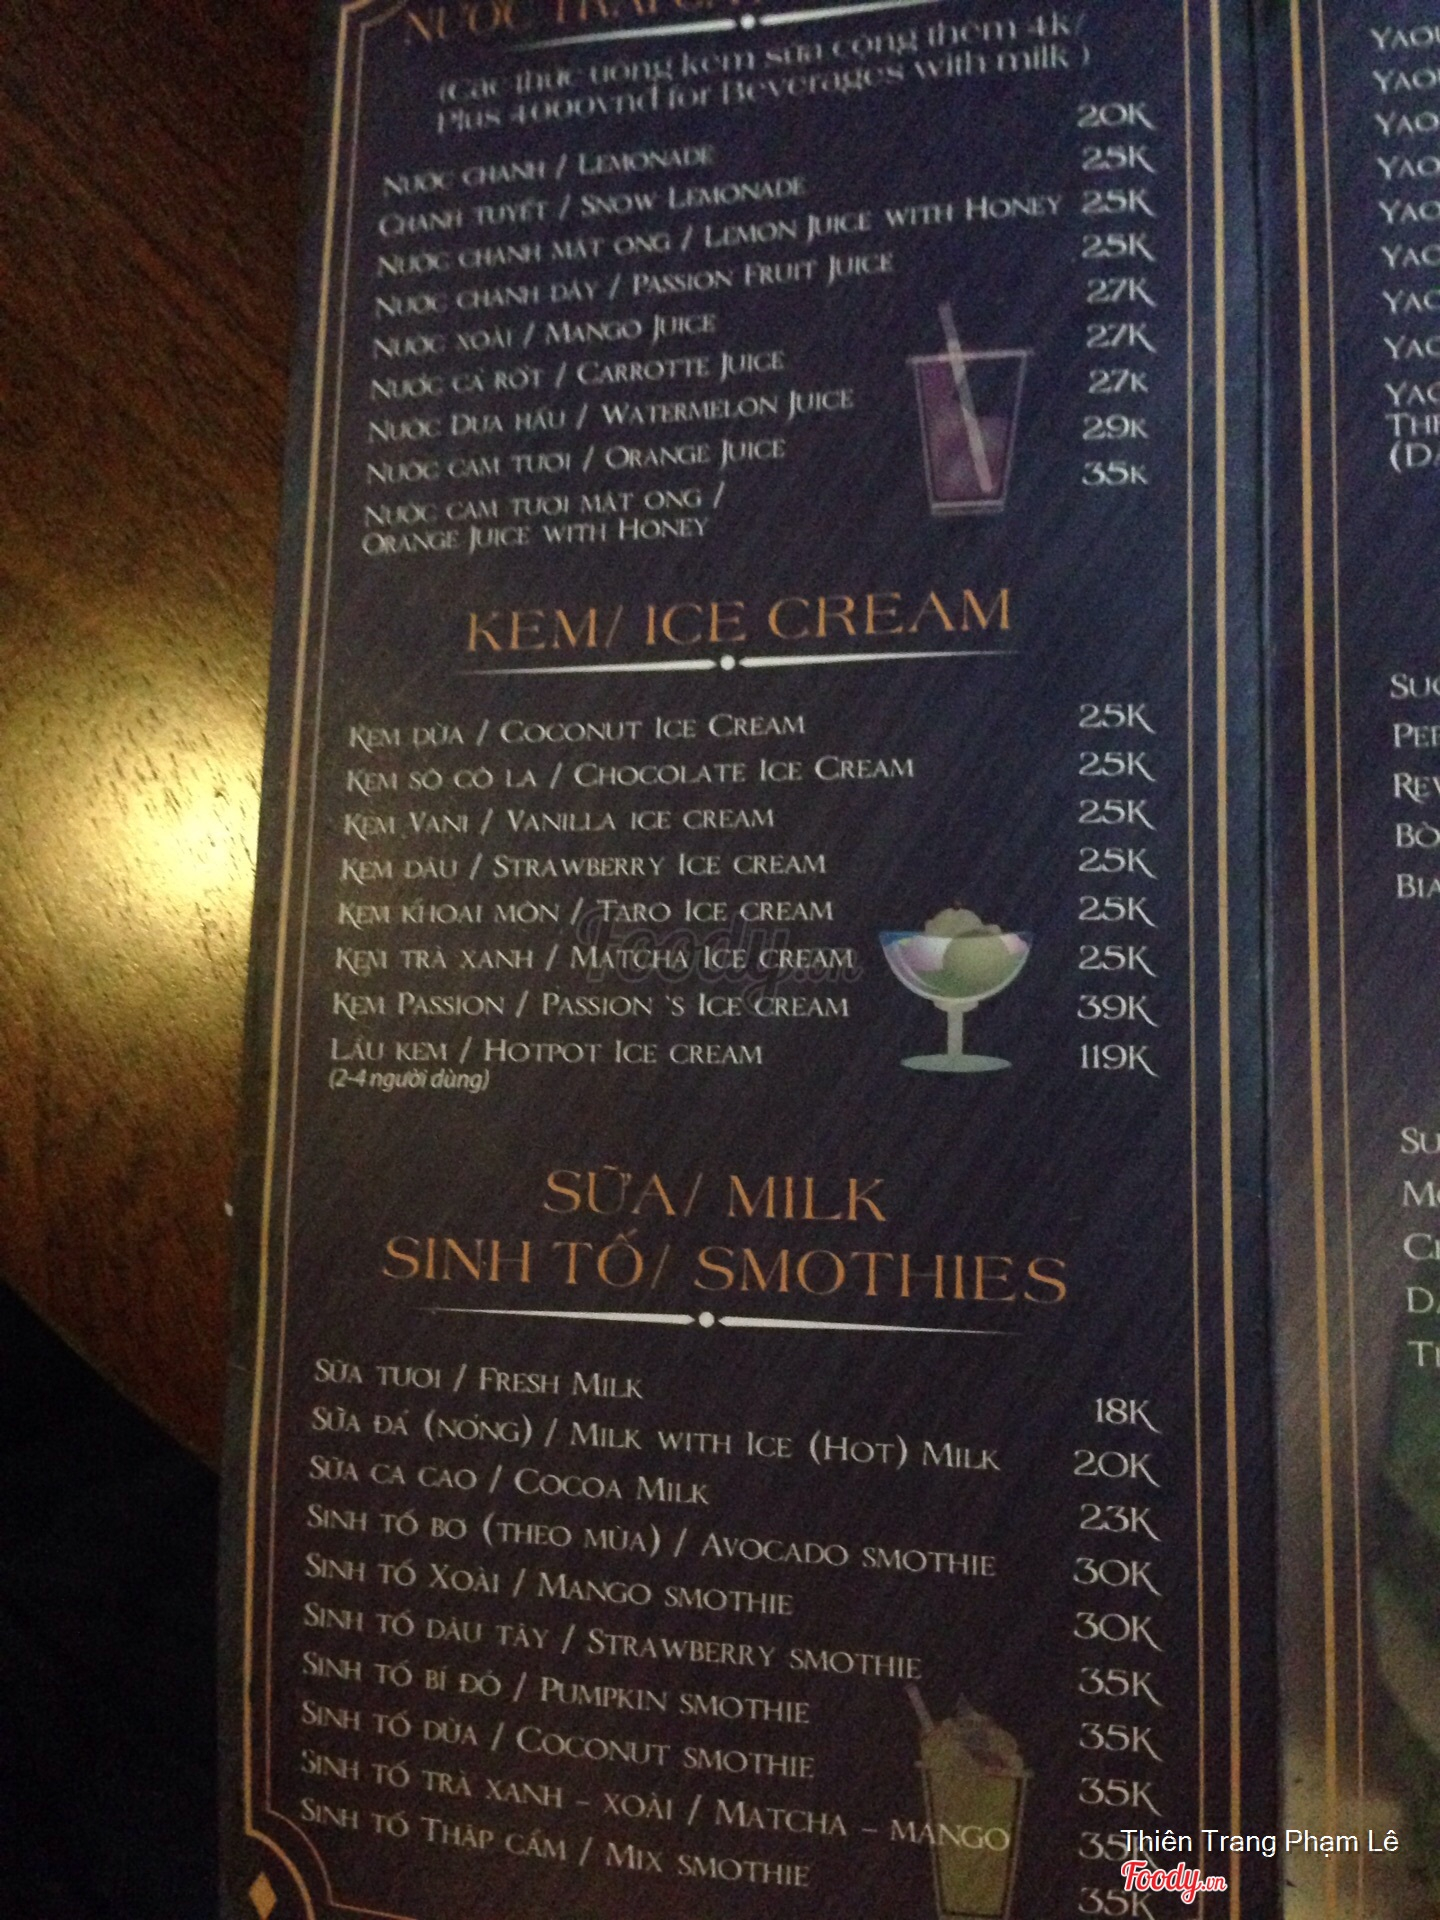 NƯỚC TRÁI
(Các thức uống kèm sữa cộng thêm 4k/
Plus 4000vnd for Beverages with milk )
Nước chanh / Lemonade 20K
Chanh tuyết / Snow Lemonade 25K
Nước chanh mật ong / Lemon Juice with Honey 25K
Nước chanh dây / Passion Fruit Juice 25K
Nước xoài / Mango Juice 27K
Nước cà rốt / Carrotte Juice 27K
Nước Dưa hấu / Watermelon Juice 27K
Nước cam tươi / Orange Juice 29K
Nước cam tươi mật ong / 35K
Orange Juice with Honey
KEM/ ICE CREAM
Kem dừa / Coconut Ice Cream 25K
Kem sô cô la / Chocolate Ice Cream 25K
Kem Vani / Vanilla ice cream 25K
Kem dâu / Strawberry Ice cream 25K
Kem khoai môn / Taro Ice cream 25K
Kem trà xanh / Matcha Ice cream 25K
Kem Passion / Passion 's Ice cream 39K
Lẩu kem / Hotpot Ice cream 119K
(2-4 người dùng)
SỮA/ MILK
SINH TỐ/ SMOTHIES
Sữa tươi / Fresh Milk 18K
Sữa đá (nóng) / Milk with Ice (Hot) Milk 20K
Sữa ca cao / Cocoa Milk 23K
Sinh tố bơ (theo mùa) / Avocado smothie 30K
Sinh tố Xoài / Mango smothie 30K
Sinh tố dâu tây / Strawberry smothie 35K
Sinh tố bí đỏ / Pumpkin smothie 35K
Sinh tố dừa / Coconut smothie 35K
Sinh tố trà xanh - xoài / Matcha - mango 35K
Sinh tố Thập cẩm / Mix smothie 35K
Foody.vn
Thiên Trang Phạm Lê
Foody.vn